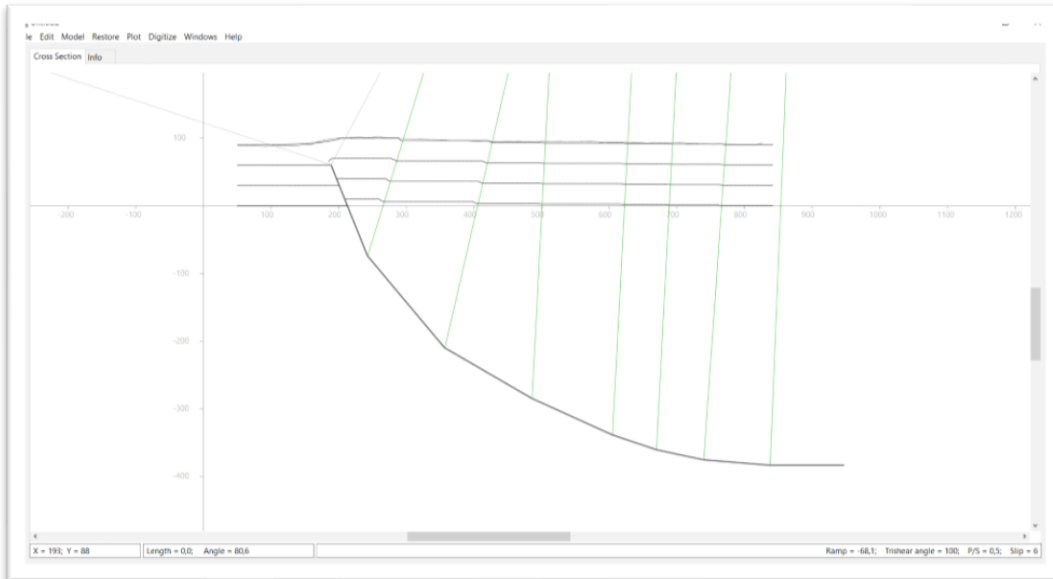 le Edit Model Restore Plot Digitize Windows Help
Cross Section Info
100
-200 -100 100 200 300 400 500 600 700 800 900 1000 1100 1200
-100
-200
-300
-400
X = 193; Y = 88 Length = 0,0; Angle = 80,6 Ramp = -68,1; Trishear angle = 100; P/S = 0,5; Slip = 6